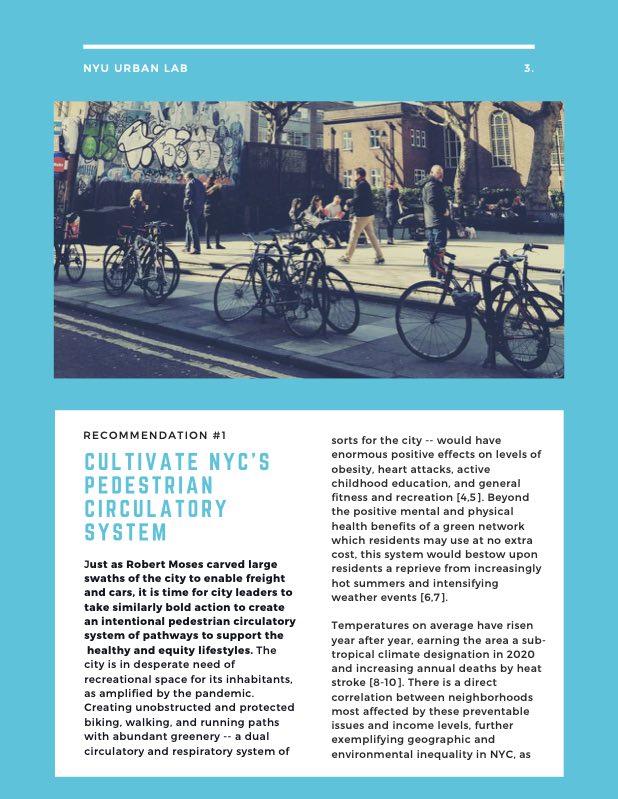 NYU URBAN LAB
3.
RECOMMENDATION #1
CULTIVATE NYC'S
PEDESTRIAN
CIRCULATORY
SYSTEM
Just as Robert Moses carved large
swaths of the city to enable freight
and cars, it is time for city leaders to
take similarly bold action to create
an intentional pedestrian circulatory
system of pathways to support the
healthy and equity lifestyles. The
city is in desperate need of
recreational space for its inhabitants,
as amplified by the pandemic.
Creating unobstructed and protected
biking, walking, and running paths
with abundant greenery -- a dual
circulatory and respiratory system of
sorts for the city -- would have
enormous positive effects on levels of
obesity, heart attacks, active
childhood education, and general
fitness and recreation [4,5]. Beyond
the positive mental and physical
health benefits of a green network
which residents may use at no extra
cost, this system would bestow upon
residents a reprieve from increasingly
hot summers and intensifying
weather events [6,7].
Temperatures on average have risen
year after year, earning the area a sub-
tropical climate designation in 2020
and increasing annual deaths by heat
stroke [8-10]. There is a direct
correlation between neighborhoods
most affected by these preventable
issues and income levels, further
exemplifying geographic and
environmental inequality in NYC, as